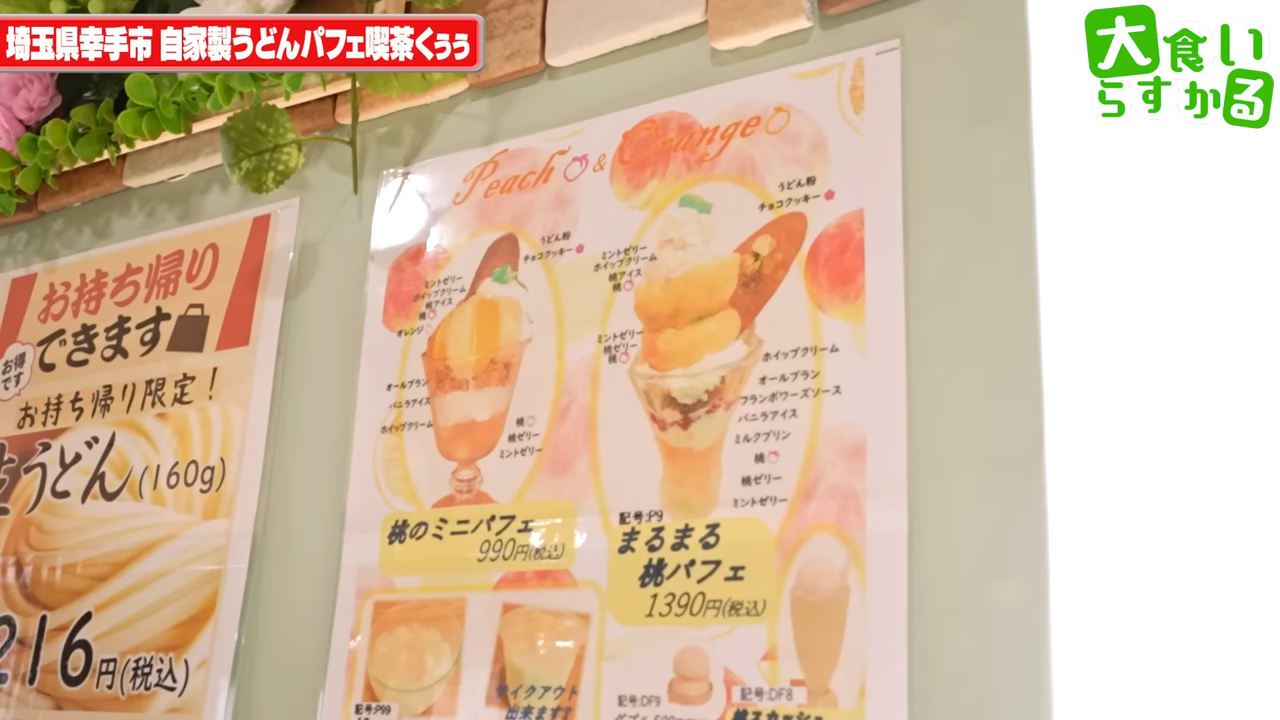 埼玉県幸手市 自家製うどんパフェ喫茶くぅぅ
大食い
らすかる
お持ち帰り
できます
お得
です
お持ち帰り限定!
うどん(160g)
216円(税込)
Peach & Orange
うどん粉
チョコクッキー
ミントゼリー
ホイップクリーム
桃アイス
桃
オレンジ
オールブラン
バニラアイス
ホイップクリーム
桃
桃ゼリー
ミントゼリー
桃のミニパフェ
990円(税込)
うどん粉
チョコクッキー
ミントゼリー
ホイップクリーム
桃アイス
桃
ミントゼリー
桃ゼリー
桃
ホイップクリーム
オールブラン
フランボワーズソース
バニラアイス
ミルクプリン
桃
桃ゼリー
ミントゼリー
記号:P9
まるまる
桃パフェ
1390円(税込)
記号:P99
テイクアウト
出来ます
記号:DF9
記号:DF8